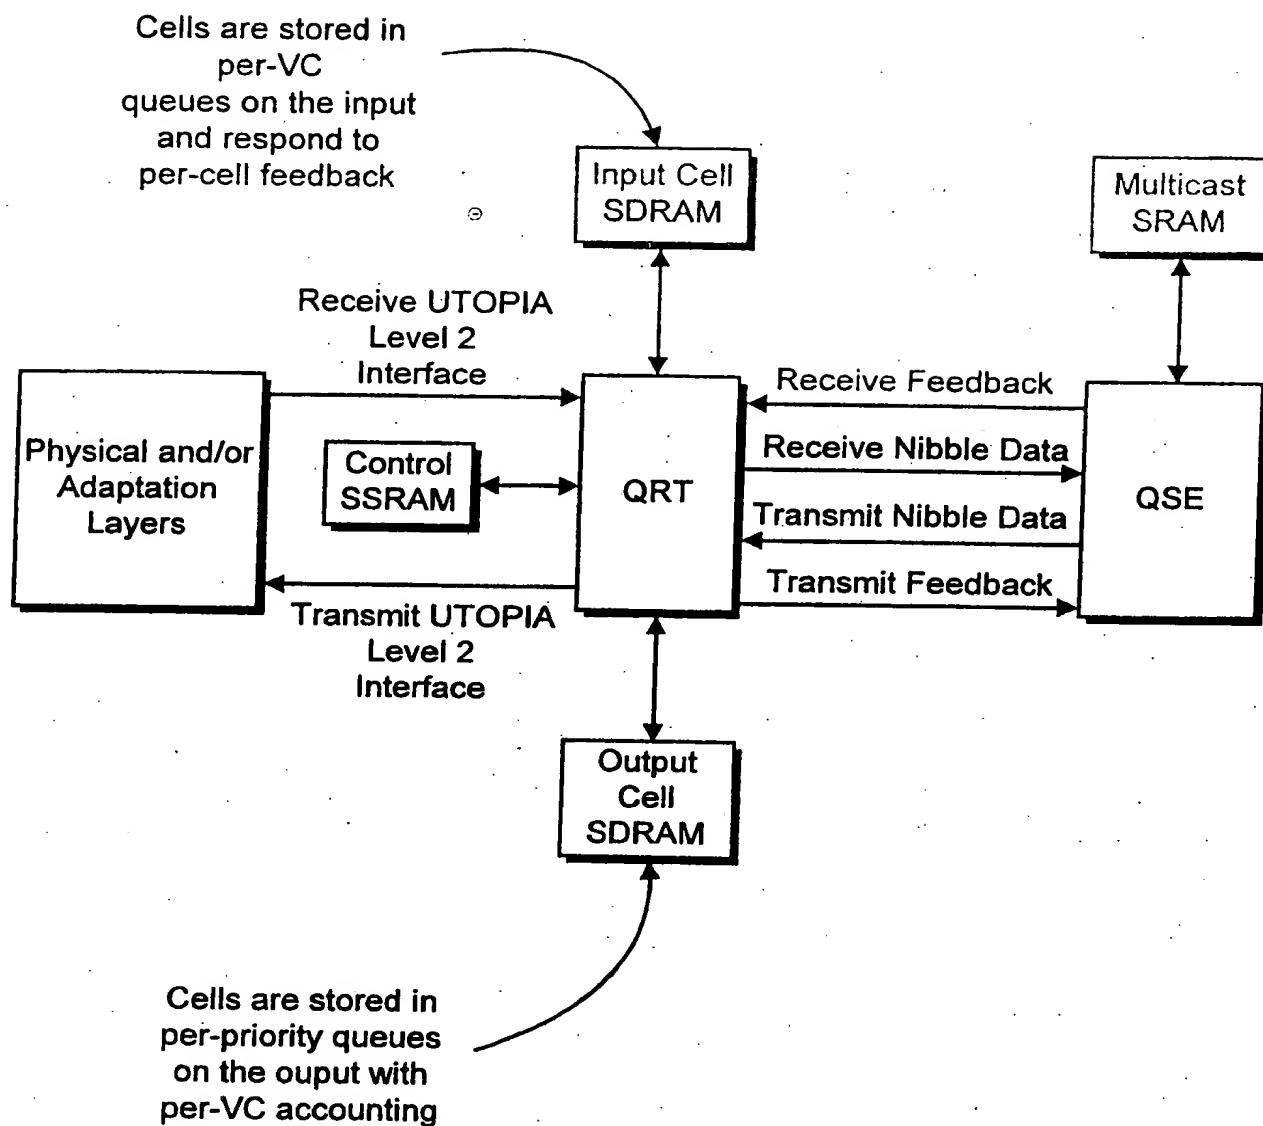 Cells are stored in
per-VC
queues on the input
and respond to
per-cell feedback
Input Cell
SDRAM
Multicast
SRAM
Receive UTOPIA
Level 2
Interface
Receive Feedback
Physical and/or
Adaptation
Layers
Control
SSRAM
QRT
Receive Nibble Data
QSE
Transmit Nibble Data
Transmit Feedback
Transmit UTOPIA
Level 2
Interface
Output
Cell
SDRAM
Cells are stored in
per-priority queues
on the ouput with
per-VC accounting